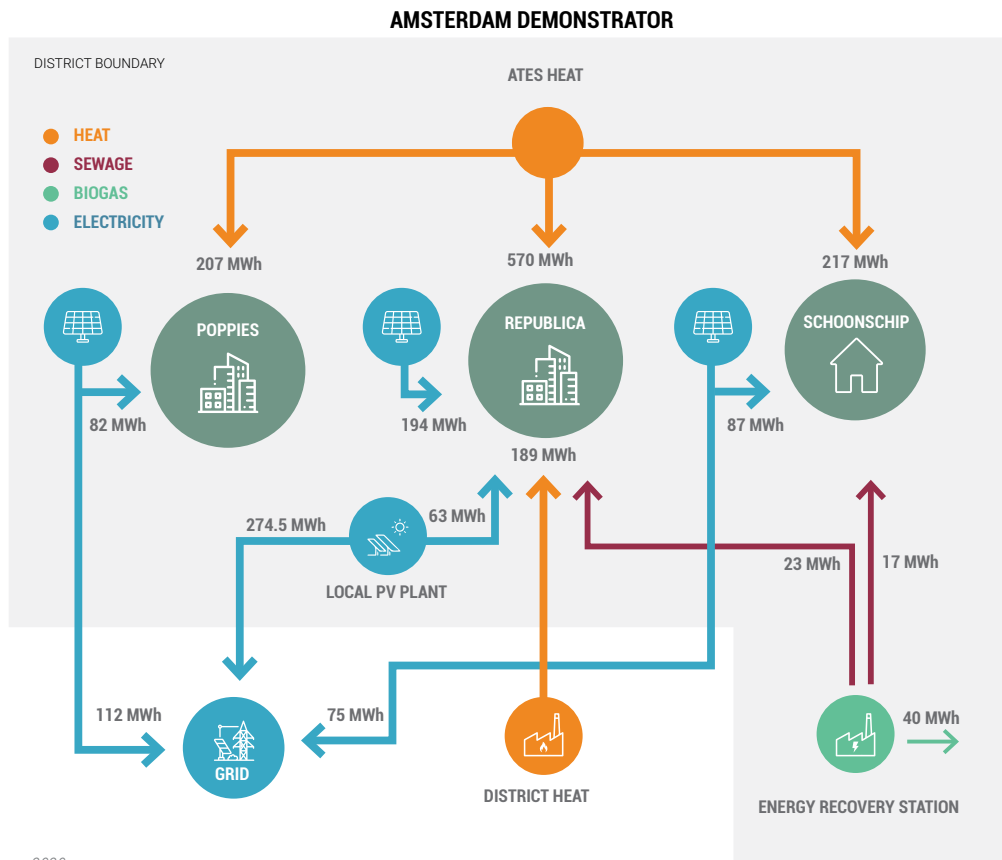 AMSTERDAM DEMONSTRATOR
DISTRICT BOUNDARY
ATES HEAT
HEAT
SEWAGE
BIOGAS
ELECTRICITY
207 MWh
570 MWh
217 MWh
POPPIES
REPUBLICA
SCHOONSCHIP
82 MWh
194 MWh
87 MWh
189 MWh
274.5 MWh
63 MWh
LOCAL PV PLANT
23 MWh
17 MWh
112 MWh
75 MWh
40 MWh
GRID
DISTRICT HEAT
ENERGY RECOVERY STATION